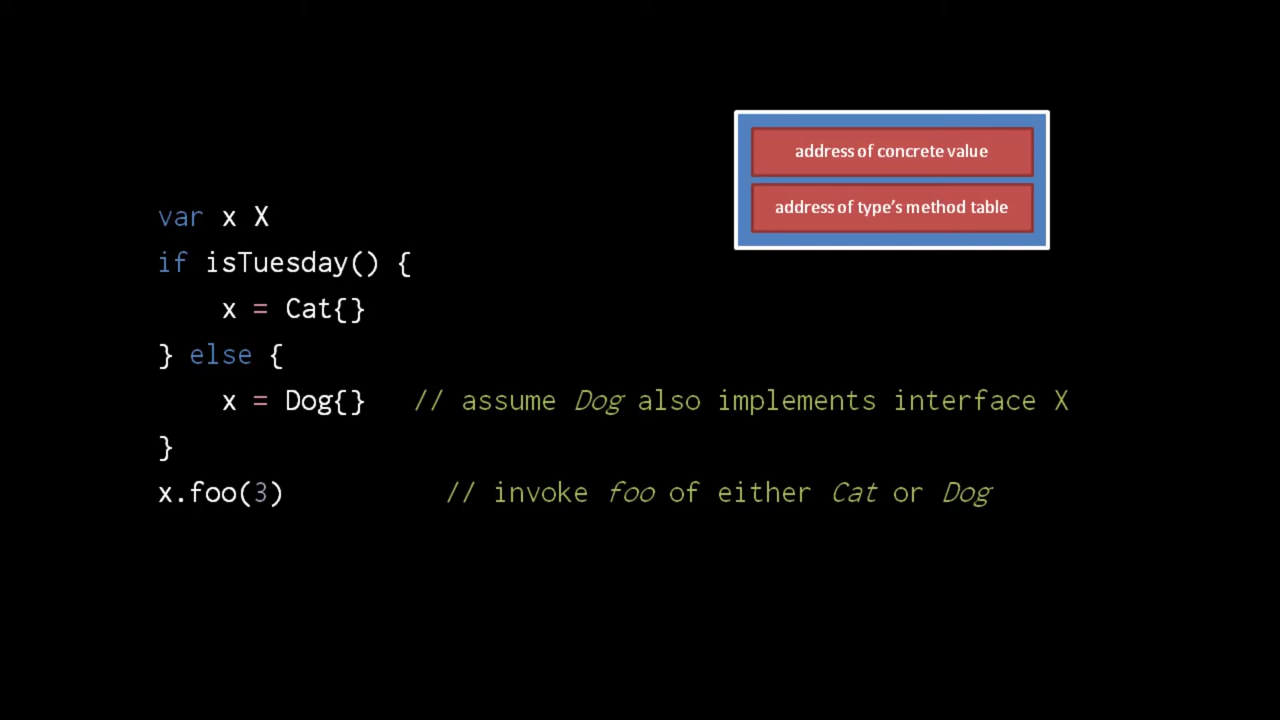 address of concrete value
address of type's method table
var x X
if isTuesday() {
    x = Cat{}
} else {
    x = Dog{}   // assume Dog also implements interface X
}
x.foo(3)          // invoke foo of either Cat or Dog